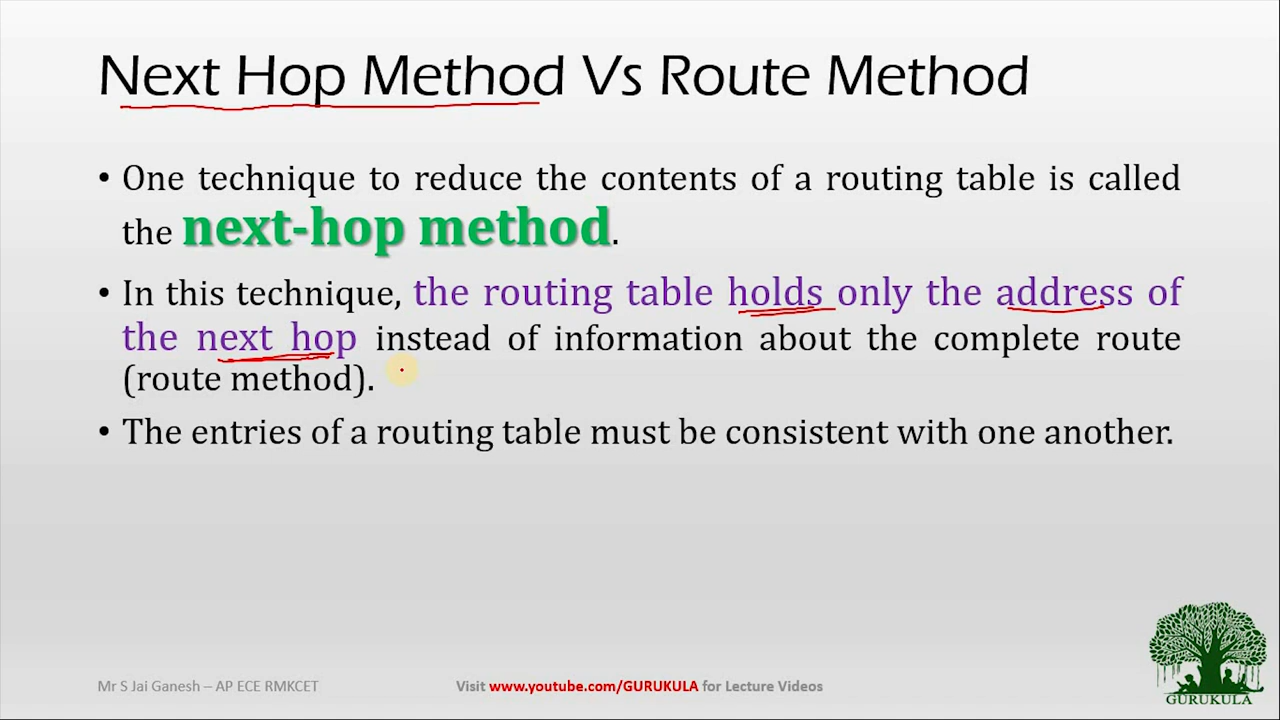 Next Hop Method Vs Route Method
• One technique to reduce the contents of a routing table is called
the next-hop method.
• In this technique, the routing table holds only the address of
the next hop instead of information about the complete route
(route method).
• The entries of a routing table must be consistent with one another.
Mr S Jai Ganesh – AP ECE RMKCET
Visit www.youtube.com/GURUKULA for Lecture Videos
GURUKULA